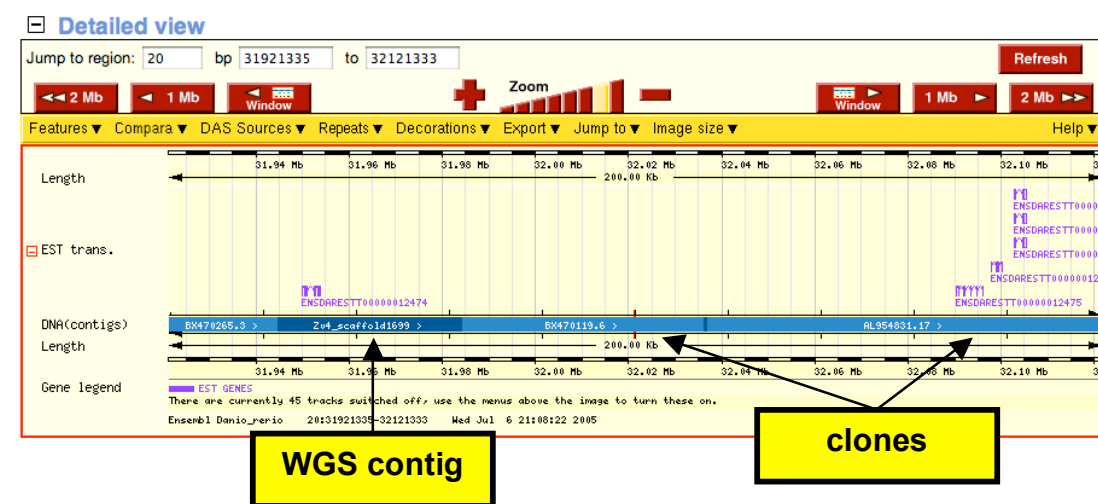 Detailed view
Jump to region: 20 bp 31921335 to 32121333 Refresh
2 Mb 1 Mb Window Zoom Window 1 Mb 2 Mb
Features▼ Compara▼ DAS Sources▼ Repeats▼ Decorations▼ Export▼ Jump to▼ Image size▼ Help▼
31.94 Mb 31.96 Mb 31.98 Mb 32.00 Mb 32.02 Mb 32.04 Mb 32.06 Mb 32.08 Mb 32.10 Mb 3
Length 200.00 Kb
ENSDARESTT0000
ENSDARESTT0000
EST trans. ENSDARESTT0000
ENSDARESTT00000012
ENSDARESTT00000012474 ENSDARESTT00000012475
DNA(contigs) BX470265.3 > Zv4_scaffold1699 > BX470119.6 > AL954831.17 >
Length 200.00 Kb
31.94 Mb 31.96 Mb 31.98 Mb 32.00 Mb 32.02 Mb 32.04 Mb 32.06 Mb 32.08 Mb 32.10 Mb 3
Gene legend EST GENES
There are currently 45 tracks switched off, use the menus above the image to turn these on.
Ensembl Danio_rerio 20:31921335-32121333 Wed Jul 6 21:08:22 2005
WGS contig
clones